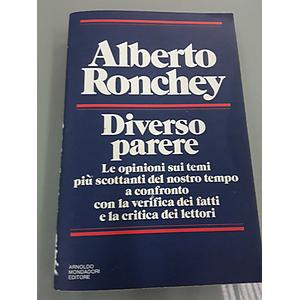 Alberto
Ronchey
Diverso
parere
Le opinioni sui temi
più scottanti del nostro tempo
a confronto
con la verifica dei fatti
e la critica dei lettori
ARNOLDO
MONDADORI
EDITORE